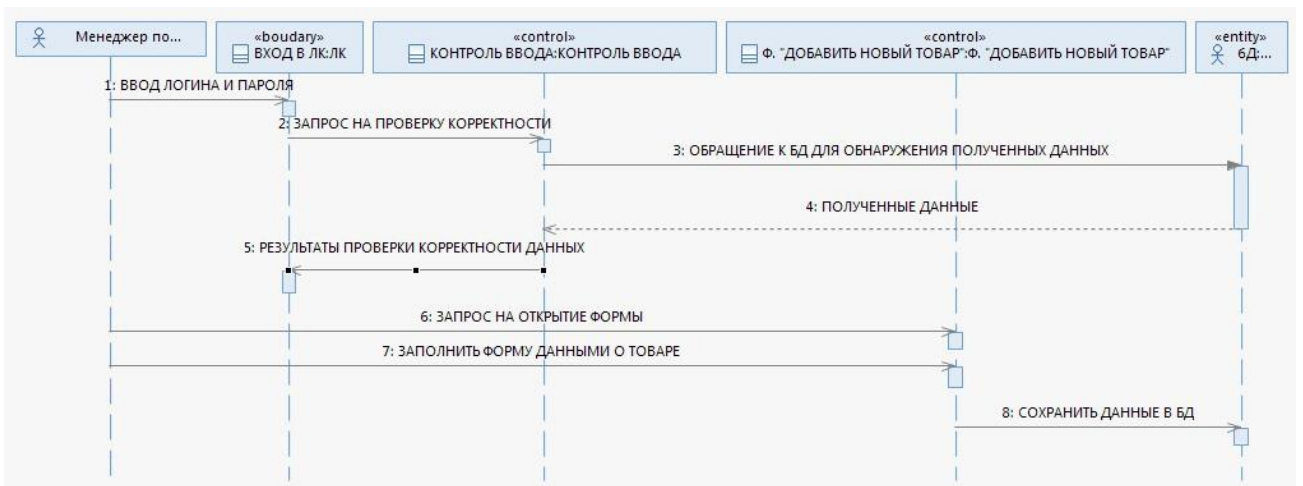 Менеджер по...
«boudary»
ВХОД В ЛК:ЛК
«control»
КОНТРОЛЬ ВВОДА:КОНТРОЛЬ ВВОДА
«control»
Ф. "ДОБАВИТЬ НОВЫЙ ТОВАР":Ф. "ДОБАВИТЬ НОВЫЙ ТОВАР"
«entity»
БД:...
1: ВВОД ЛОГИНА И ПАРОЛЯ
2: ЗАПРОС НА ПРОВЕРКУ КОРРЕКТНОСТИ
3: ОБРАЩЕНИЕ К БД ДЛЯ ОБНАРУЖЕНИЯ ПОЛУЧЕННЫХ ДАННЫХ
4: ПОЛУЧЕННЫЕ ДАННЫЕ
5: РЕЗУЛЬТАТЫ ПРОВЕРКИ КОРРЕКТНОСТИ ДАННЫХ
6: ЗАПРОС НА ОТКРЫТИЕ ФОРМЫ
7: ЗАПОЛНИТЬ ФОРМУ ДАННЫМИ О ТОВАРЕ
8: СОХРАНИТЬ ДАННЫЕ В БД